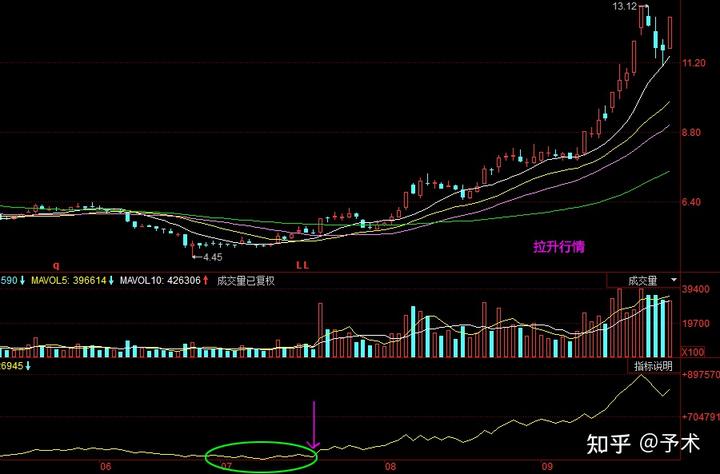 13.12
11.20
8.80
6.40
拉升行情
4.45
q
LL
590↓ MAVOL5: 396614↓ MAVOL10: 426306↑ 成交量已复权
成交量
39400
19700
X100
26945↓
指标说明
+897570
+704791
知乎 @予术
06
07
08
09